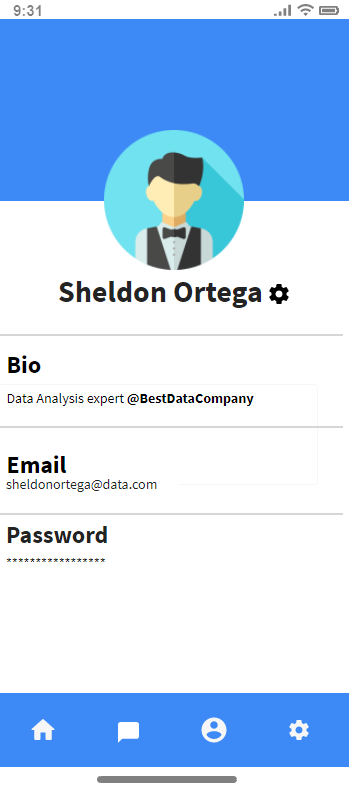 9:31
Sheldon Ortega
Bio
Data Analysis expert @BestDataCompany
Email
sheldonortega@data.com
Password
*****************